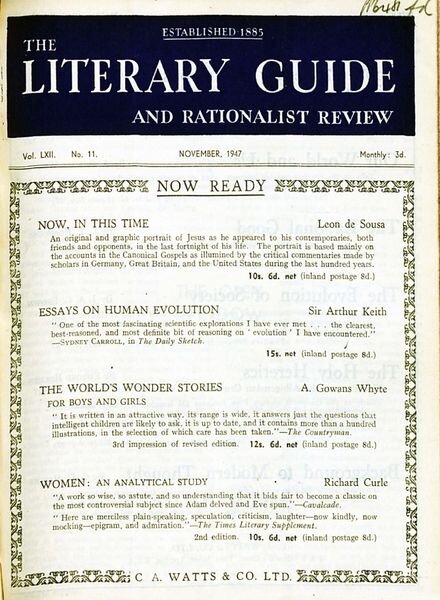 ESTABLISHED 1885
THE
LITERARY GUIDE
AND RATIONALIST REVIEW
Vol. LXII. No. 11. NOVEMBER, 1947 Monthly: 3d.
NOW READY
NOW, IN THIS TIME Leon de Sousa
An original and graphic portrait of Jesus as he appeared to his contemporaries, both
friends and opponents, in the last fortnight of his life. The portrait is based mainly on
the accounts in the Canonical Gospels as illumined by the critical commentaries made by
scholars in Germany, Great Britain, and the United States during the last hundred years.
10s. 6d. net (inland postage 8d.)
ESSAYS ON HUMAN EVOLUTION Sir Arthur Keith
" One of the most fascinating scientific explorations I have ever met . . . the clearest,
best-reasoned, and most definite bit of reasoning on ' evolution ' I have encountered."
—SYDNEY CARROLL, in The Daily Sketch.
15s. net (inland postage 8d.)
THE WORLD'S WONDER STORIES A. Gowans Whyte
FOR BOYS AND GIRLS
" It is written in an attractive way, its range is wide, it answers just the questions that
intelligent children are likely to ask, it is up to date, and it contains more than a hundred
illustrations, in the selection of which care has been taken."—The Countryman.
3rd impression of revised edition. 12s. 6d. net (inland postage 8d.)
WOMEN: AN ANALYTICAL STUDY Richard Curle
"A work so wise, so astute, and so understanding that it bids fair to become a classic on
the most controversial subject since Adam delved and Eve spun."—Cavalcade.
" Here are merciless plain-speaking, speculation, criticism, laughter—now kindly, now
mocking—epigram, and admiration."—The Times Literary Supplement.
2nd edition. 10s. 6d. net (inland postage 8d.)
C. A. WATTS & CO. LTD.